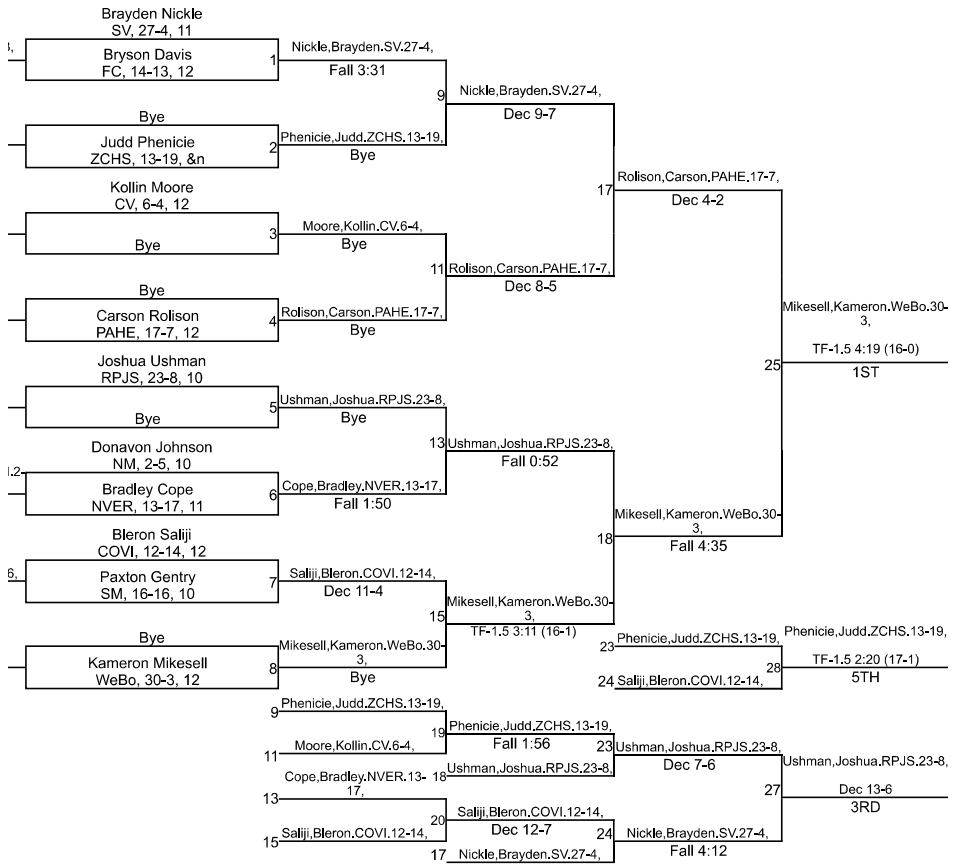 Brayden Nickle
SV, 27-4, 11
3,
Bryson Davis
FC, 14-13, 12
1
Nickle,Brayden.SV.27-4,
Fall 3:31
9
Nickle,Brayden.SV.27-4,
Dec 9-7
Bye
Judd Phenicie
ZCHS, 13-19, &n
2
Phenicie,Judd.ZCHS.13-19,
Bye
17
Rolison,Carson.PAHE.17-7,
Dec 4-2
Kollin Moore
CV, 6-4, 12
Bye
3
Moore,Kollin.CV.6-4,
Bye
11
Rolison,Carson.PAHE.17-7,
Dec 8-5
Bye
Carson Rolison
PAHE, 17-7, 12
4
Rolison,Carson.PAHE.17-7,
Bye
Mikesell,Kameron.WeBo.30-
3,
25
TF-1.5 4:19 (16-0)
1ST
Joshua Ushman
RPJS, 23-8, 10
Bye
5
Ushman,Joshua.RPJS.23-8,
Bye
13
Ushman,Joshua.RPJS.23-8,
Fall 0:52
Donavon Johnson
NM, 2-5, 10
Bradley Cope
NVER, 13-17, 11
6
Cope,Bradley.NVER.13-17,
Fall 1:50
18
Mikesell,Kameron.WeBo.30-
3,
Fall 4:35
Bleron Saliji
COVI, 12-14, 12
6,
Paxton Gentry
SM, 16-16, 10
7
Saliji,Bleron.COVI.12-14,
Dec 11-4
15
Mikesell,Kameron.WeBo.30-
3,
TF-1.5 3:11 (16-1)
Bye
Kameron Mikesell
WeBo, 30-3, 12
8
Mikesell,Kameron.WeBo.30-
3,
Bye
23
Phenicie,Judd.ZCHS.13-19,
24
Saliji,Bleron.COVI.12-14,
28
Phenicie,Judd.ZCHS.13-19,
TF-1.5 2:20 (17-1)
5TH
9
Phenicie,Judd.ZCHS.13-19,
11
Moore,Kollin.CV.6-4,
19
Phenicie,Judd.ZCHS.13-19,
Fall 1:56
18
Ushman,Joshua.RPJS.23-8,
23
Ushman,Joshua.RPJS.23-8,
Dec 7-6
13
Cope,Bradley.NVER.13-
17,
15
Saliji,Bleron.COVI.12-14,
20
Saliji,Bleron.COVI.12-14,
Dec 12-7
17
Nickle,Brayden.SV.27-4,
24
Nickle,Brayden.SV.27-4,
Fall 4:12
27
Ushman,Joshua.RPJS.23-8,
Dec 13-6
3RD